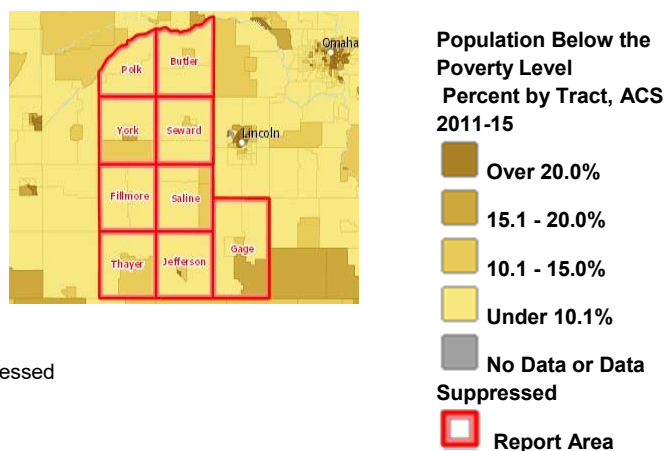 Omaha
Polk
Butler
York
Seward
Lincoln
Fillmore
Saline
Thayer
Jefferson
Gage
essed
Population Below the
Poverty Level
Percent by Tract, ACS
2011-15
Over 20.0%
15.1 - 20.0%
10.1 - 15.0%
Under 10.1%
No Data or Data
Suppressed
Report Area